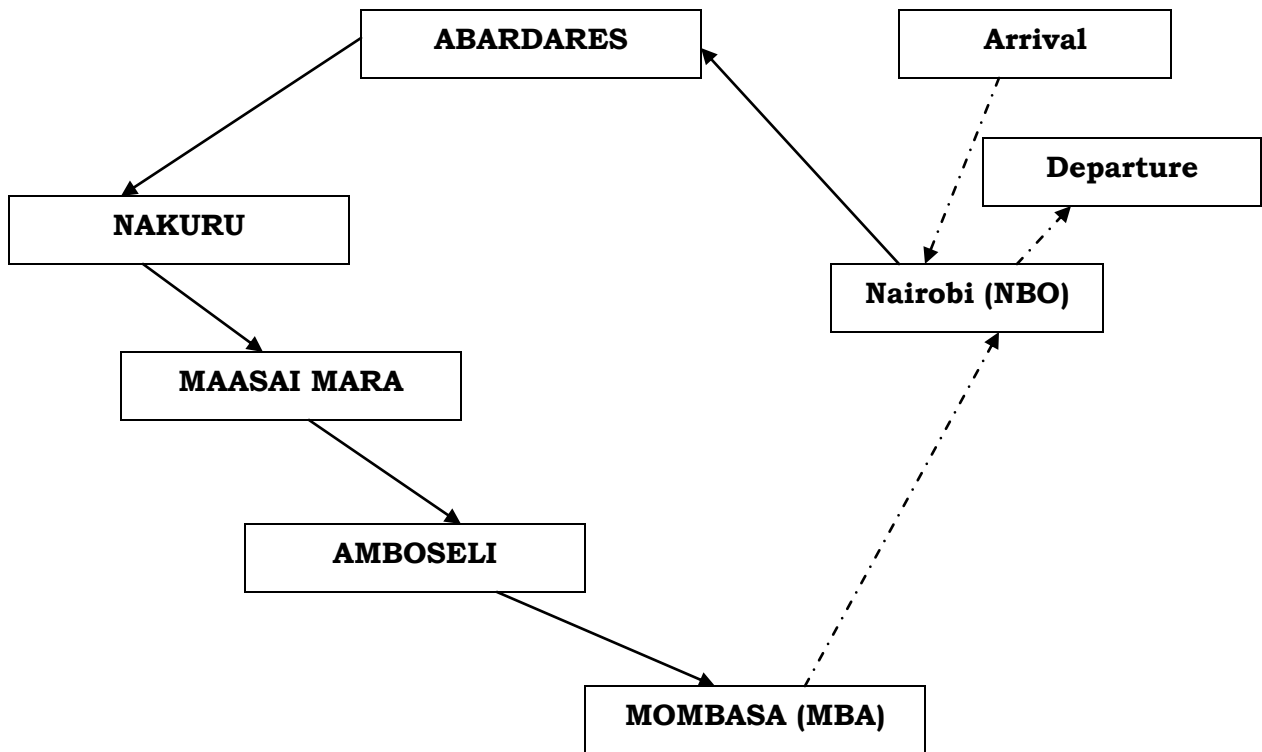 ABARDARES
Arrival
Departure
NAKURU
Nairobi (NBO)
MAASAI MARA
AMBOSELI
MOMBASA (MBA)